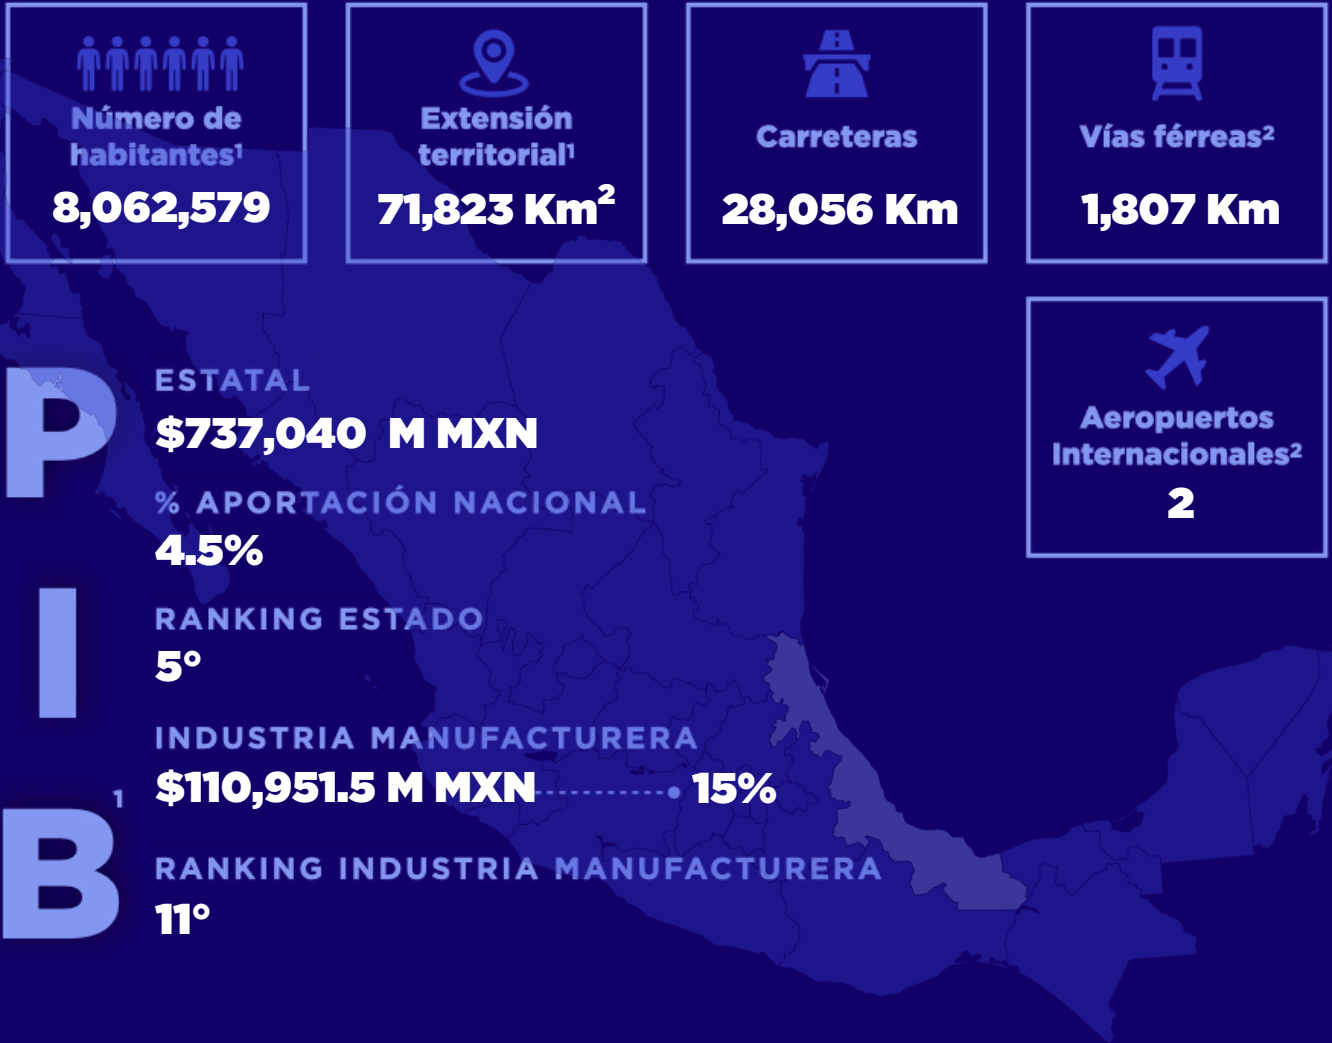 Número de
habitantes¹
8,062,579
Extensión
territorial¹
71,823 Km²
Carreteras
28,056 Km
Vías férreas²
1,807 Km
Aeropuertos
Internacionales²
2
PIB¹
ESTATAL
$737,040 M MXN
% APORTACIÓN NACIONAL
4.5%
RANKING ESTADO
5°
INDUSTRIA MANUFACTURERA
$110,951.5 M MXN 15%
RANKING INDUSTRIA MANUFACTURERA
11°